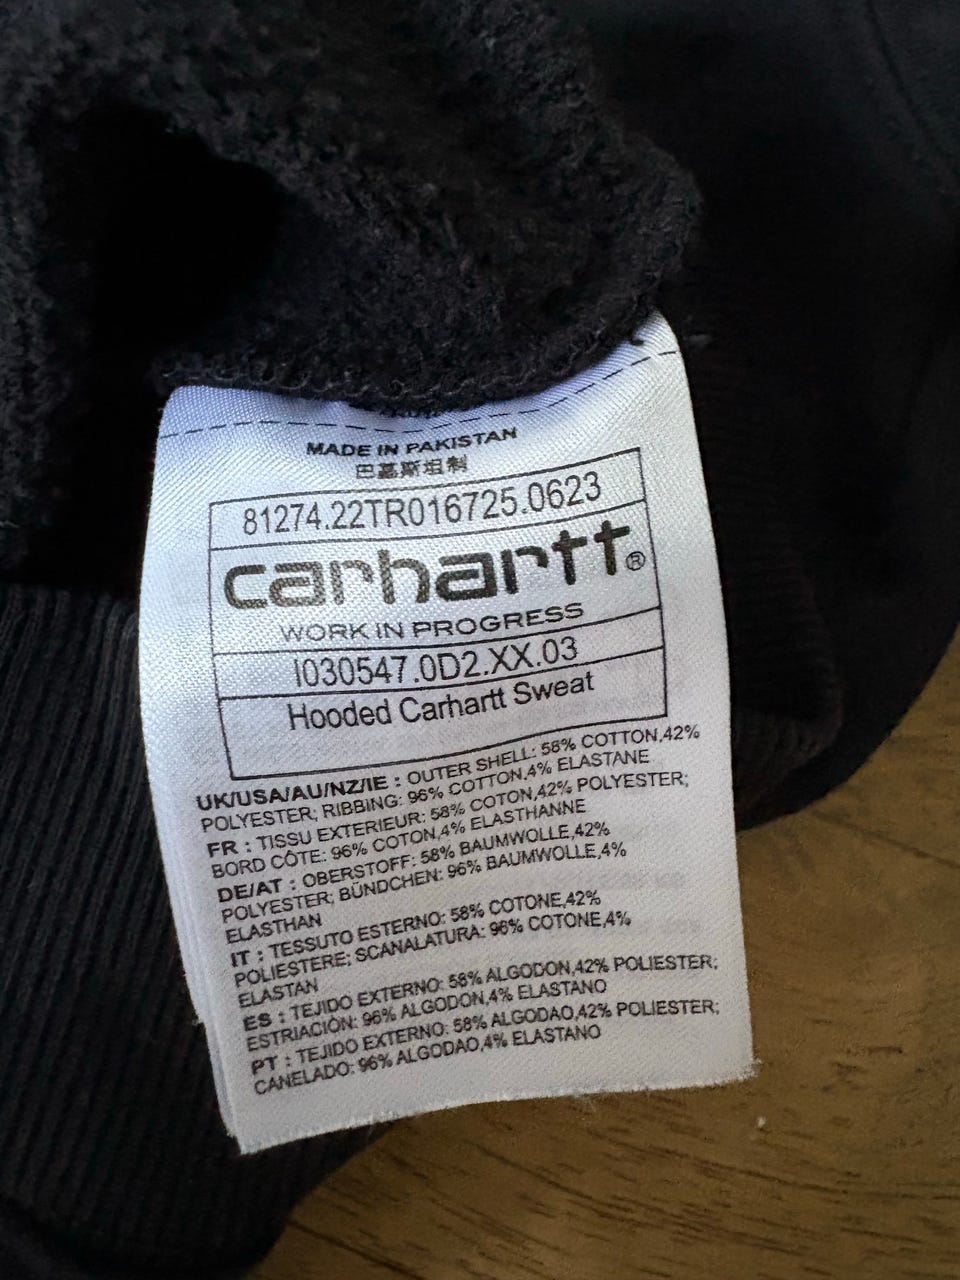 MADE IN PAKISTAN
巴基斯坦制
81274.22TR016725.0623
carhartt®
WORK IN PROGRESS
I030547.0D2.XX.03
Hooded Carhartt Sweat
UK/USA/AU/NZ/IE : OUTER SHELL: 58% COTTON,42%
POLYESTER; RIBBING: 96% COTTON,4% ELASTANE
FR : TISSU EXTERIEUR: 58% COTON,42% POLYESTER;
BORD CÔTE: 96% COTON,4% ELASTHANNE
DE/AT : OBERSTOFF: 58% BAUMWOLLE,42%
POLYESTER; BÜNDCHEN: 96% BAUMWOLLE,4%
ELASTHAN
IT : TESSUTO ESTERNO: 58% COTONE,42%
POLIESTERE; SCANALATURA: 96% COTONE,4%
ELASTAN
ES : TEJIDO EXTERNO: 58% ALGODON,42% POLIESTER;
ESTRIACIÓN: 96% ALGODON,4% ELASTANO
PT : TEJIDO EXTERNO: 58% ALGODAO,42% POLIESTER;
CANELADO: 96% ALGODAO,4% ELASTANO